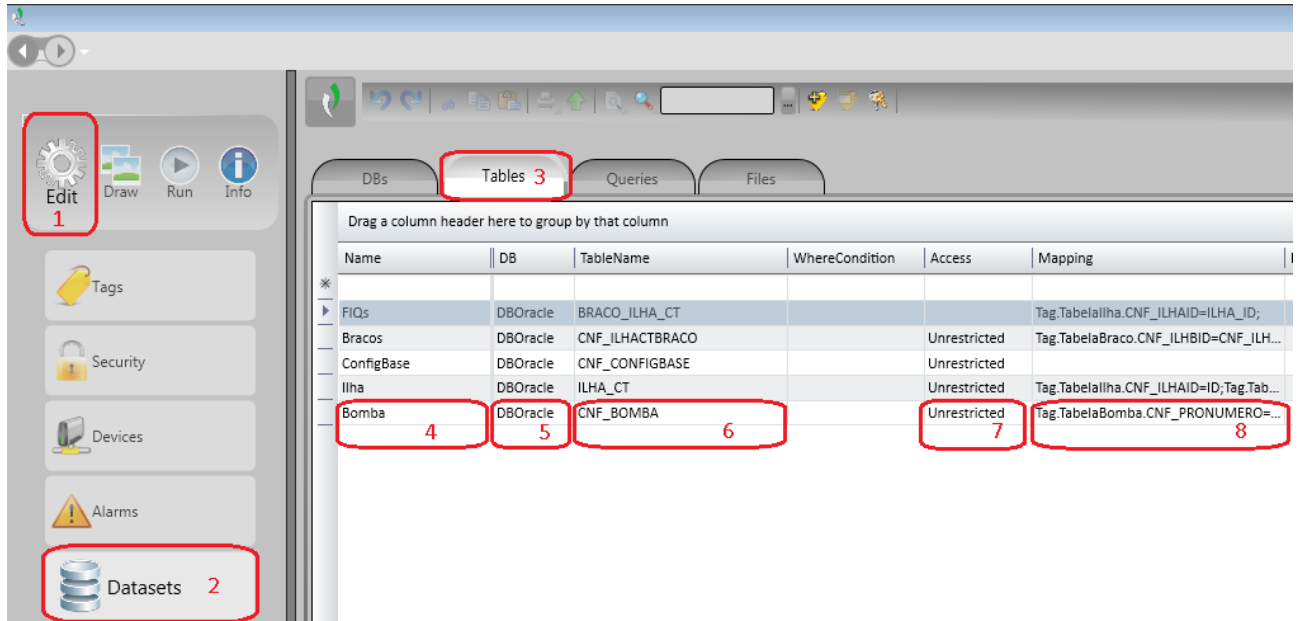 Edit
1
Draw
Run
Info
Tags
Security
Devices
Alarms
Datasets 2
...
DBs
Tables 3
Queries
Files
Drag a column header here to group by that column
Name DB TableName WhereCondition Access Mapping
*
FIQs DBOracle BRACO_ILHA_CT Tag.TabelaIlha.CNF_ILHAID=ILHA_ID;
Bracos DBOracle CNF_ILHACTBRACO Unrestricted Tag.TabelaBraco.CNF_ILHBID=CNF_ILH...
ConfigBase DBOracle CNF_CONFIGBASE Unrestricted
Ilha DBOracle ILHA_CT Unrestricted Tag.TabelaIlha.CNF_ILHAID=ID;Tag.Tab...
Bomba DBOracle CNF_BOMBA Unrestricted Tag.TabelaBomba.CNF_PRONUMERO=...
4 5 6 7 8